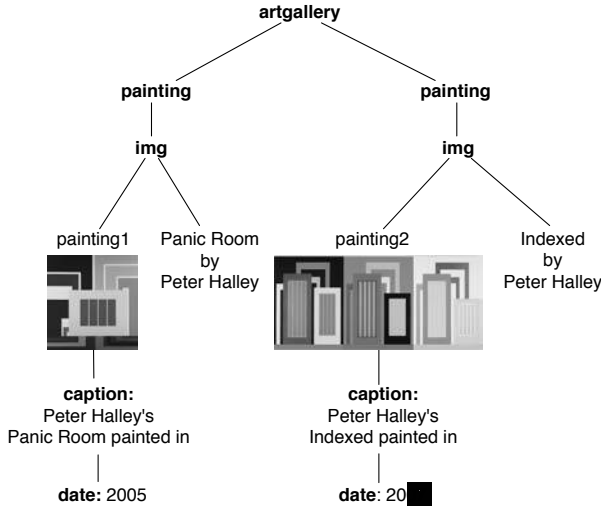 artgallery
painting
painting
img
img
painting1
Panic Room
by
Peter Halley
painting2
Indexed
by
Peter Halley
caption:
Peter Halley's
Panic Room painted in
caption:
Peter Halley's
Indexed painted in
date: 2005
date: 20